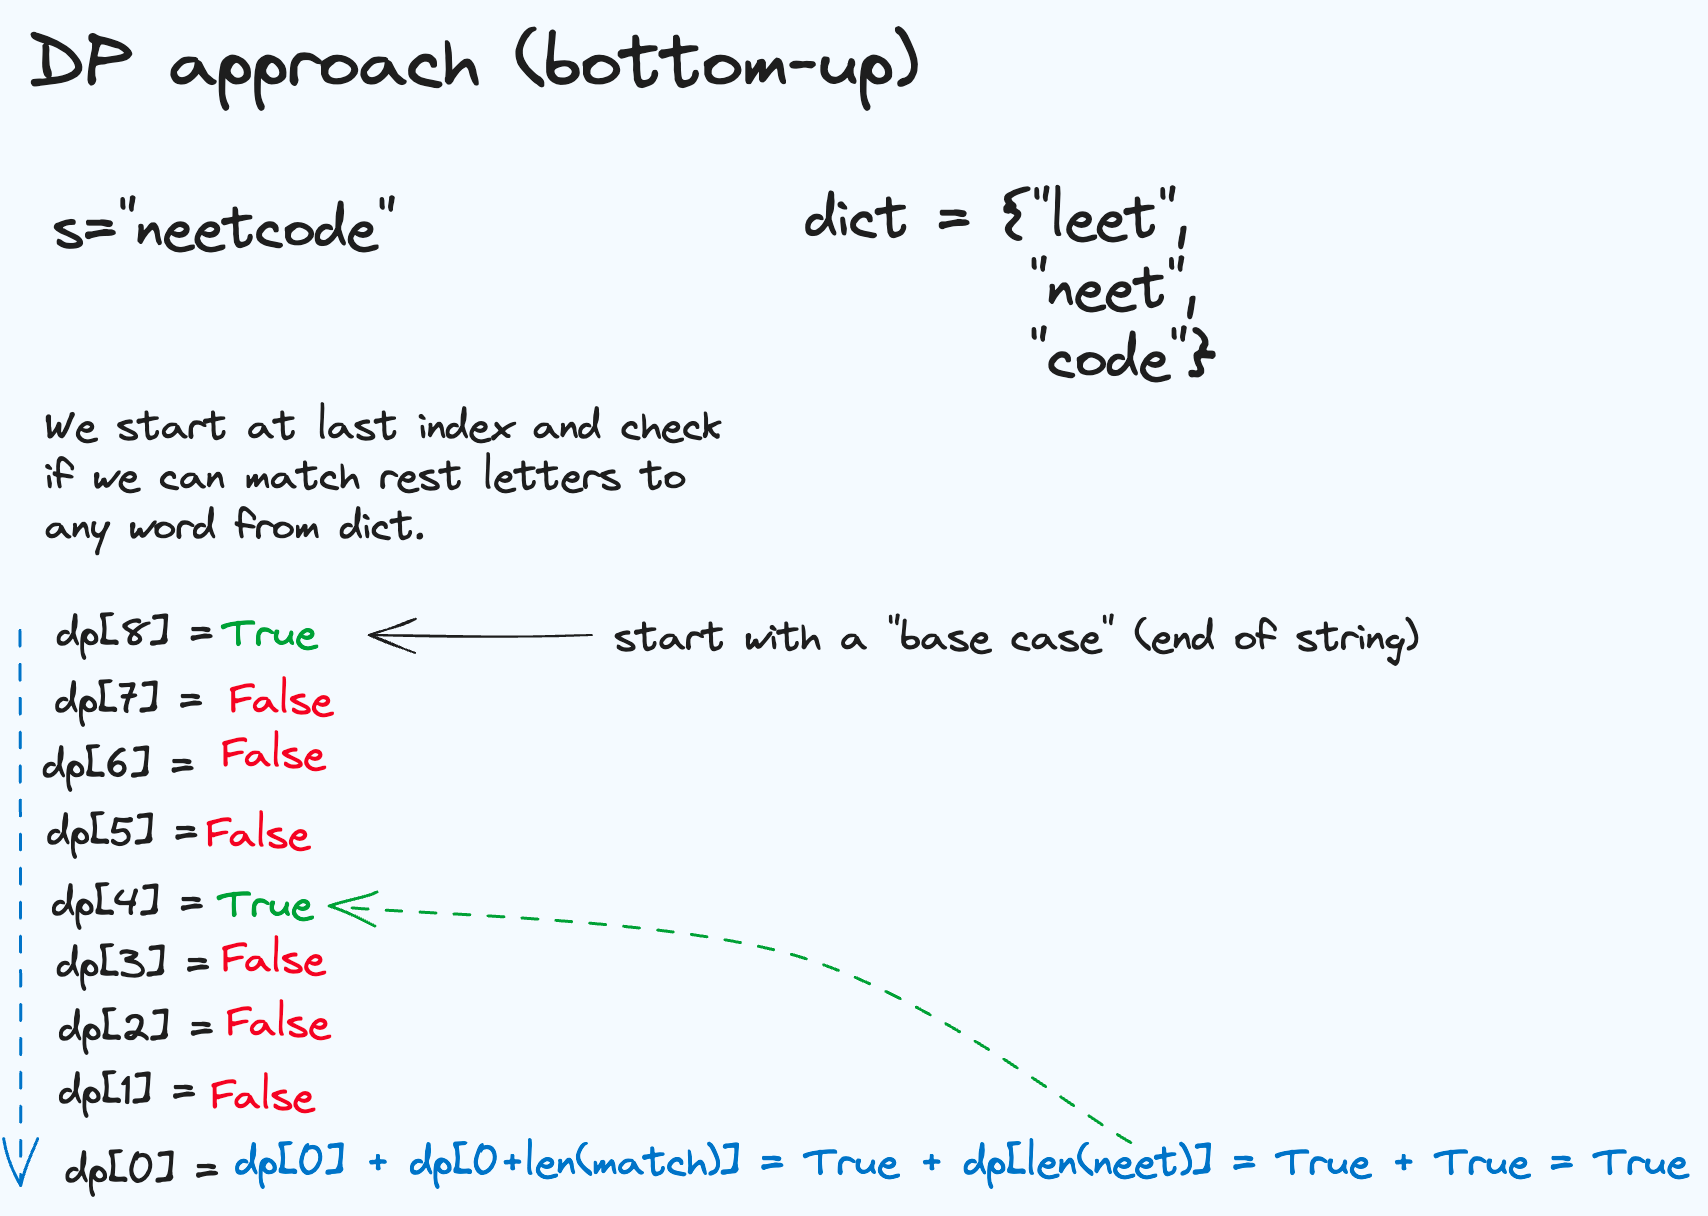 DP approach (bottom-up)
s="neetcode"
dict = {"leet",
"neet",
"code"}
We start at last index and check
if we can match rest letters to
any word from dict.
dp[8] = True
start with a "base case" (end of string)
dp[7] = False
dp[6] = False
dp[5] = False
dp[4] = True
dp[3] = False
dp[2] = False
dp[1] = False
dp[0] = dp[0] + dp[0+len(match)] = True + dp[len(neet)] = True + True = True